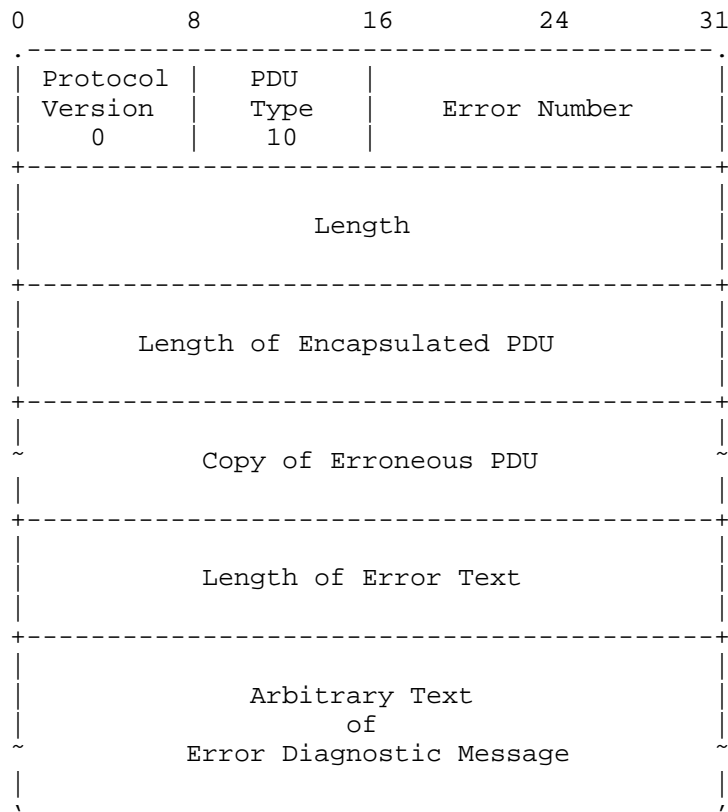 0 8 16 24 31
.-------------------------------------------.
| Protocol | PDU | |
| Version | Type | Error Number |
| 0 | 10 | |
+-------------------------------------------+
| |
| Length |
| |
+-------------------------------------------+
| |
| Length of Encapsulated PDU |
| |
+-------------------------------------------+
| |
~ Copy of Erroneous PDU ~
| |
+-------------------------------------------+
| |
| Length of Error Text |
| |
+-------------------------------------------+
| |
| Arbitrary Text |
| of |
~ Error Diagnostic Message ~
| |